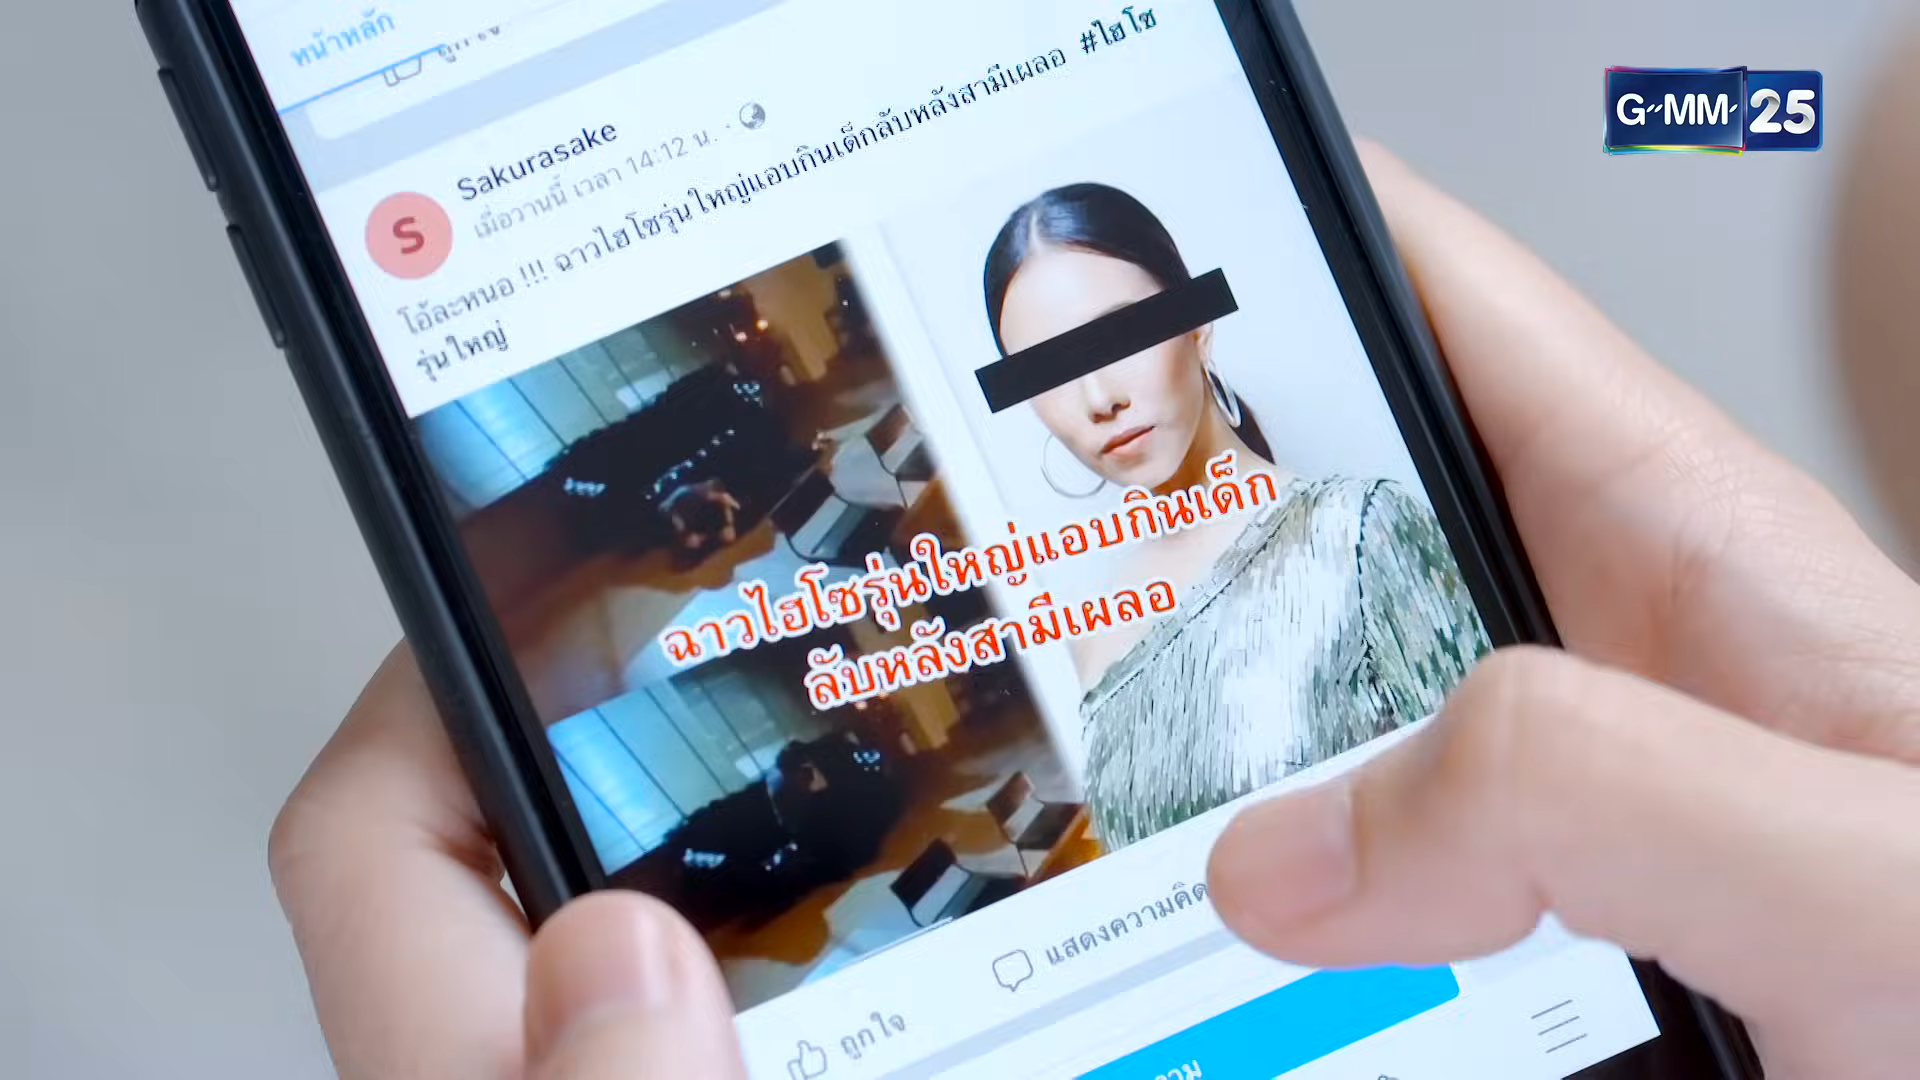 หน้าหลัก
ถูกใจ
GMM 25
S
Sakurasake
เมื่อวานนี้ เวลา 14:12 น. ·
โอ้ละหนอ !!! ฉาวไฮโซรุ่นใหญ่แอบกินเด็กลับหลังสามีเผลอ #ไฮโซ
รุ่นใหญ่
ฉาวไฮโซรุ่นใหญ่แอบกินเด็ก
ลับหลังสามีเผลอ
แสดงความคิด
ถูกใจ